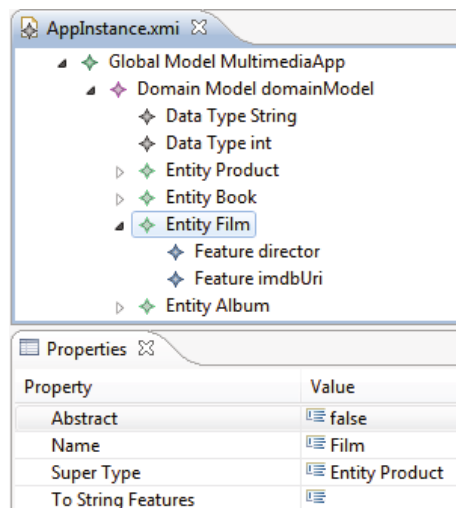 AppInstance.xmi
Global Model MultimediaApp
Domain Model domainModel
Data Type String
Data Type int
Entity Product
Entity Book
Entity Film
Feature director
Feature imdbUri
Entity Album
Properties
Property Value
Abstract false
Name Film
Super Type Entity Product
To String Features